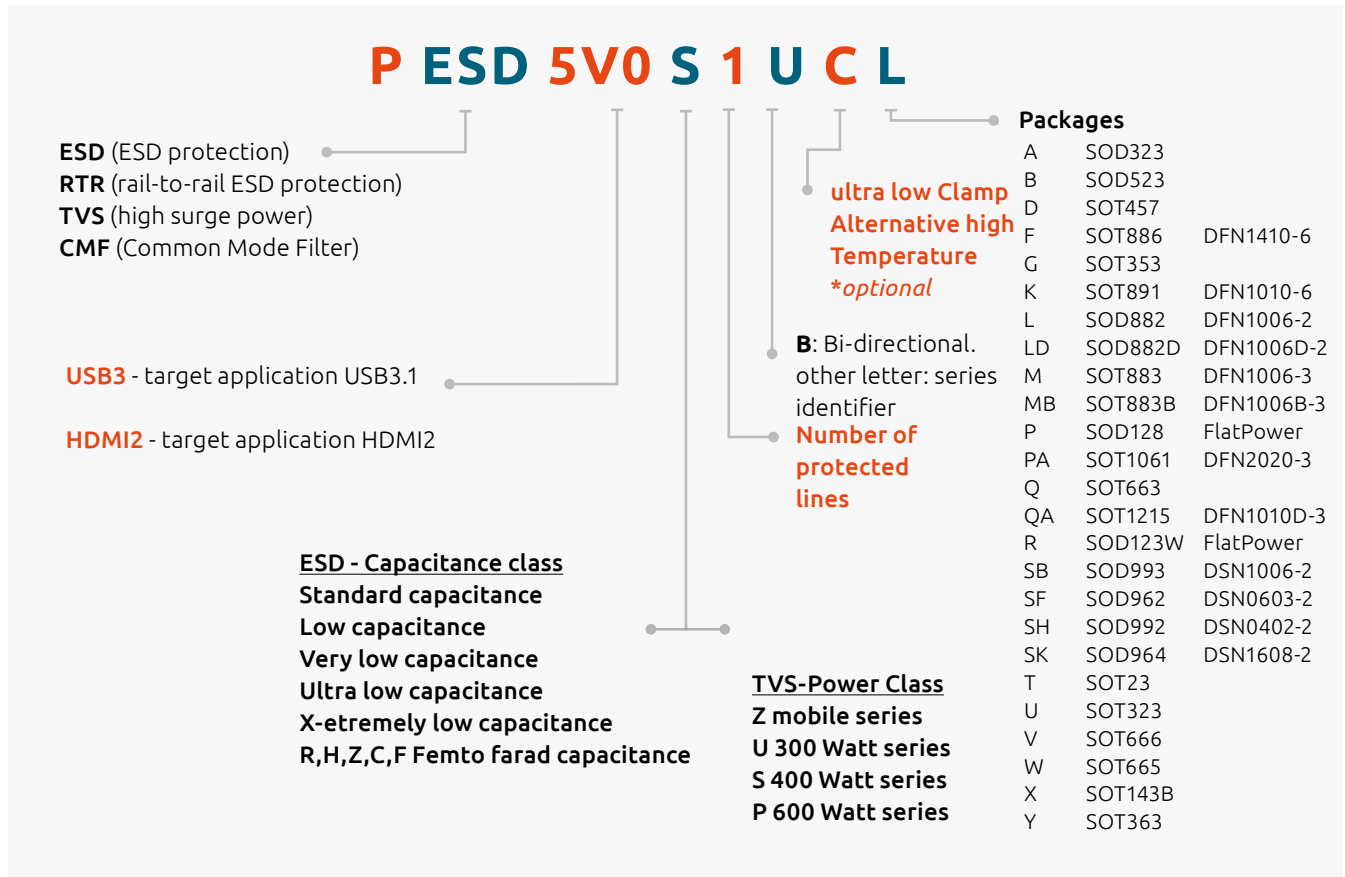 P ESD 5V0 S 1 U C L
ESD (ESD protection)
RTR (rail-to-rail ESD protection)
TVS (high surge power)
CMF (Common Mode Filter)
USB3 - target application USB3.1
HDMI2 - target application HDMI2
ESD - Capacitance class
Standard capacitance
Low capacitance
Very low capacitance
Ultra low capacitance
X-etremely low capacitance
R,H,Z,C,F Femto farad capacitance
TVS-Power Class
Z mobile series
U 300 Watt series
S 400 Watt series
P 600 Watt series
Number of
protected
lines
B: Bi-directional.
other letter: series
identifier
ultra low Clamp
Alternative high
Temperature
*optional
Packages
A SOD323
B SOD523
D SOT457
F SOT886 DFN1410-6
G SOT353
K SOT891 DFN1010-6
L SOD882 DFN1006-2
LD SOD882D DFN1006D-2
M SOT883 DFN1006-3
MB SOT883B DFN1006B-3
P SOD128 FlatPower
PA SOT1061 DFN2020-3
Q SOT663
QA SOT1215 DFN1010D-3
R SOD123W FlatPower
SB SOD993 DSN1006-2
SF SOD962 DSN0603-2
SH SOD992 DSN0402-2
SK SOD964 DSN1608-2
T SOT23
U SOT323
V SOT666
W SOT665
X SOT143B
Y SOT363